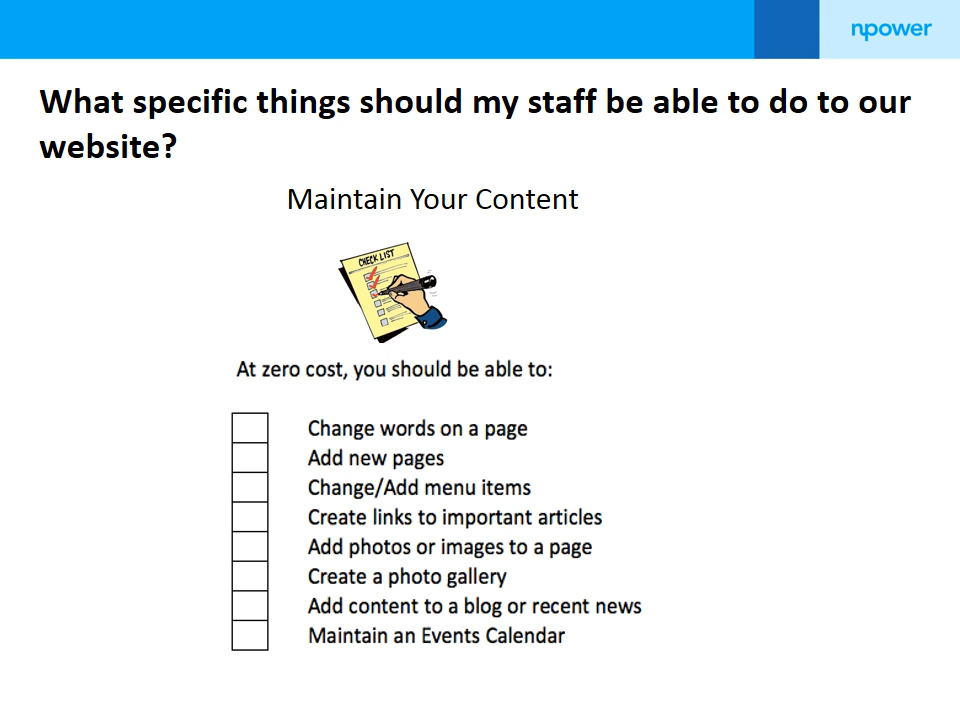 npower
What specific things should my staff be able to do to our
website?
Maintain Your Content
CHECK LIST
At zero cost, you should be able to:
Change words on a page
Add new pages
Change/Add menu items
Create links to important articles
Add photos or images to a page
Create a photo gallery
Add content to a blog or recent news
Maintain an Events Calendar